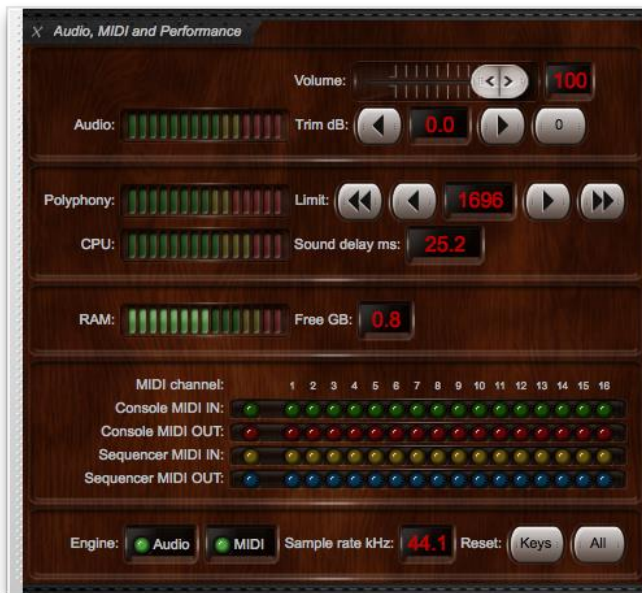 X Audio, MIDI and Performance
Volume: 100
Audio: Trim dB: 0.0 0
Polyphony: Limit: 1696
CPU: Sound delay ms: 25.2
RAM: Free GB: 0.8
MIDI channel: 1 2 3 4 5 6 7 8 9 10 11 12 13 14 15 16
Console MIDI IN:
Console MIDI OUT:
Sequencer MIDI IN:
Sequencer MIDI OUT:
Engine: Audio MIDI Sample rate kHz: 44.1 Reset: Keys All